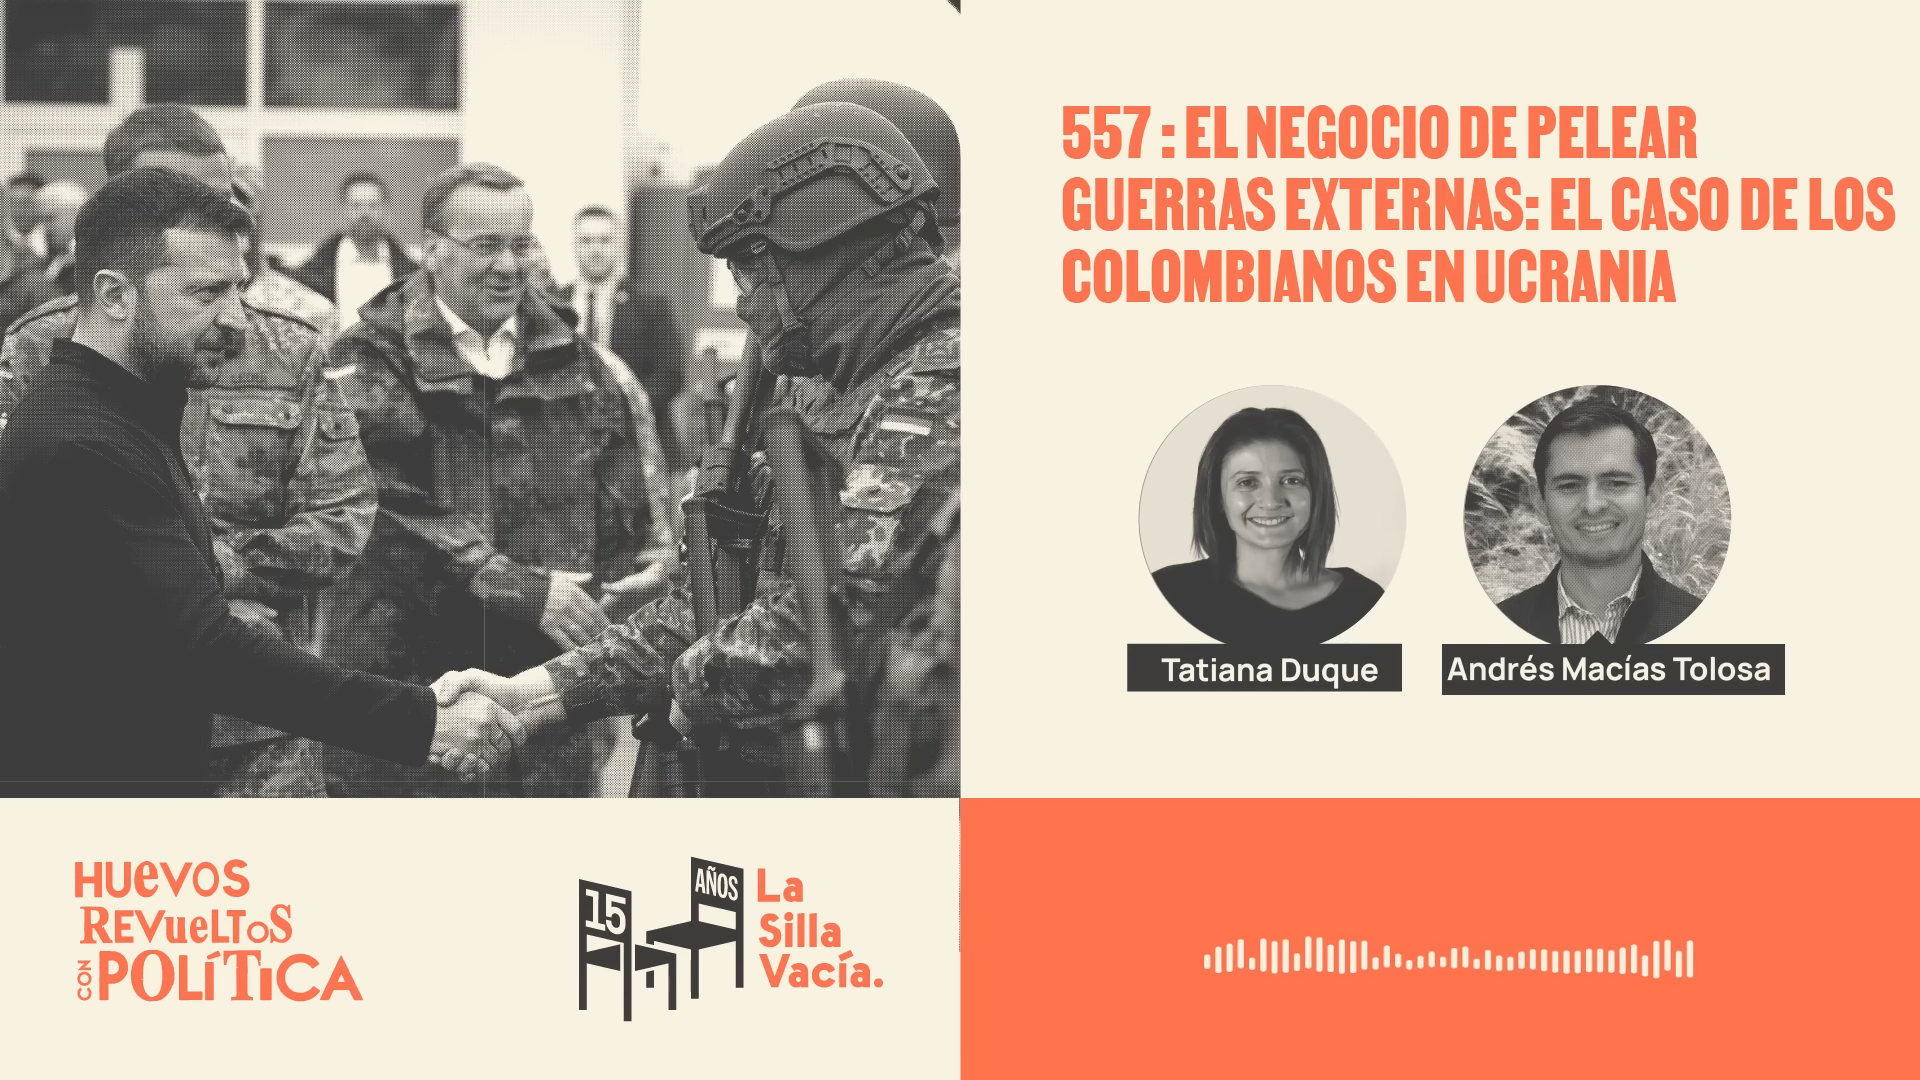 557 : EL NEGOCIO DE PELEAR
GUERRAS EXTERNAS: EL CASO DE LOS
COLOMBIANOS EN UCRANIA
Tatiana Duque
Andrés Macías Tolosa
HUevoS
REVueLToS
CON POLíTiCA
15 AÑOS
La
Silla
Vacía.